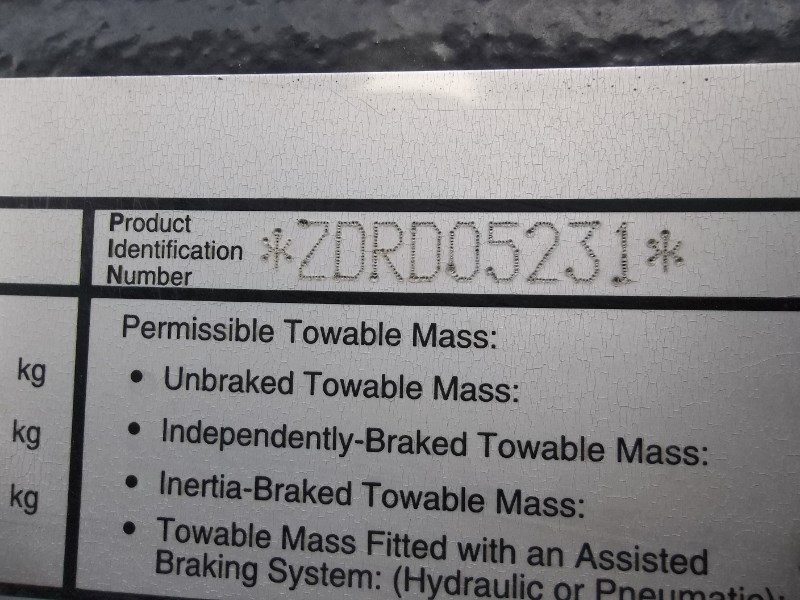 Product
Identification
Number *ZDRD05231*
Permissible Towable Mass:
kg • Unbraked Towable Mass:
kg • Independently-Braked Towable Mass:
kg • Inertia-Braked Towable Mass:
• Towable Mass Fitted with an Assisted
Braking System: (Hydraulic or Pneumatic):